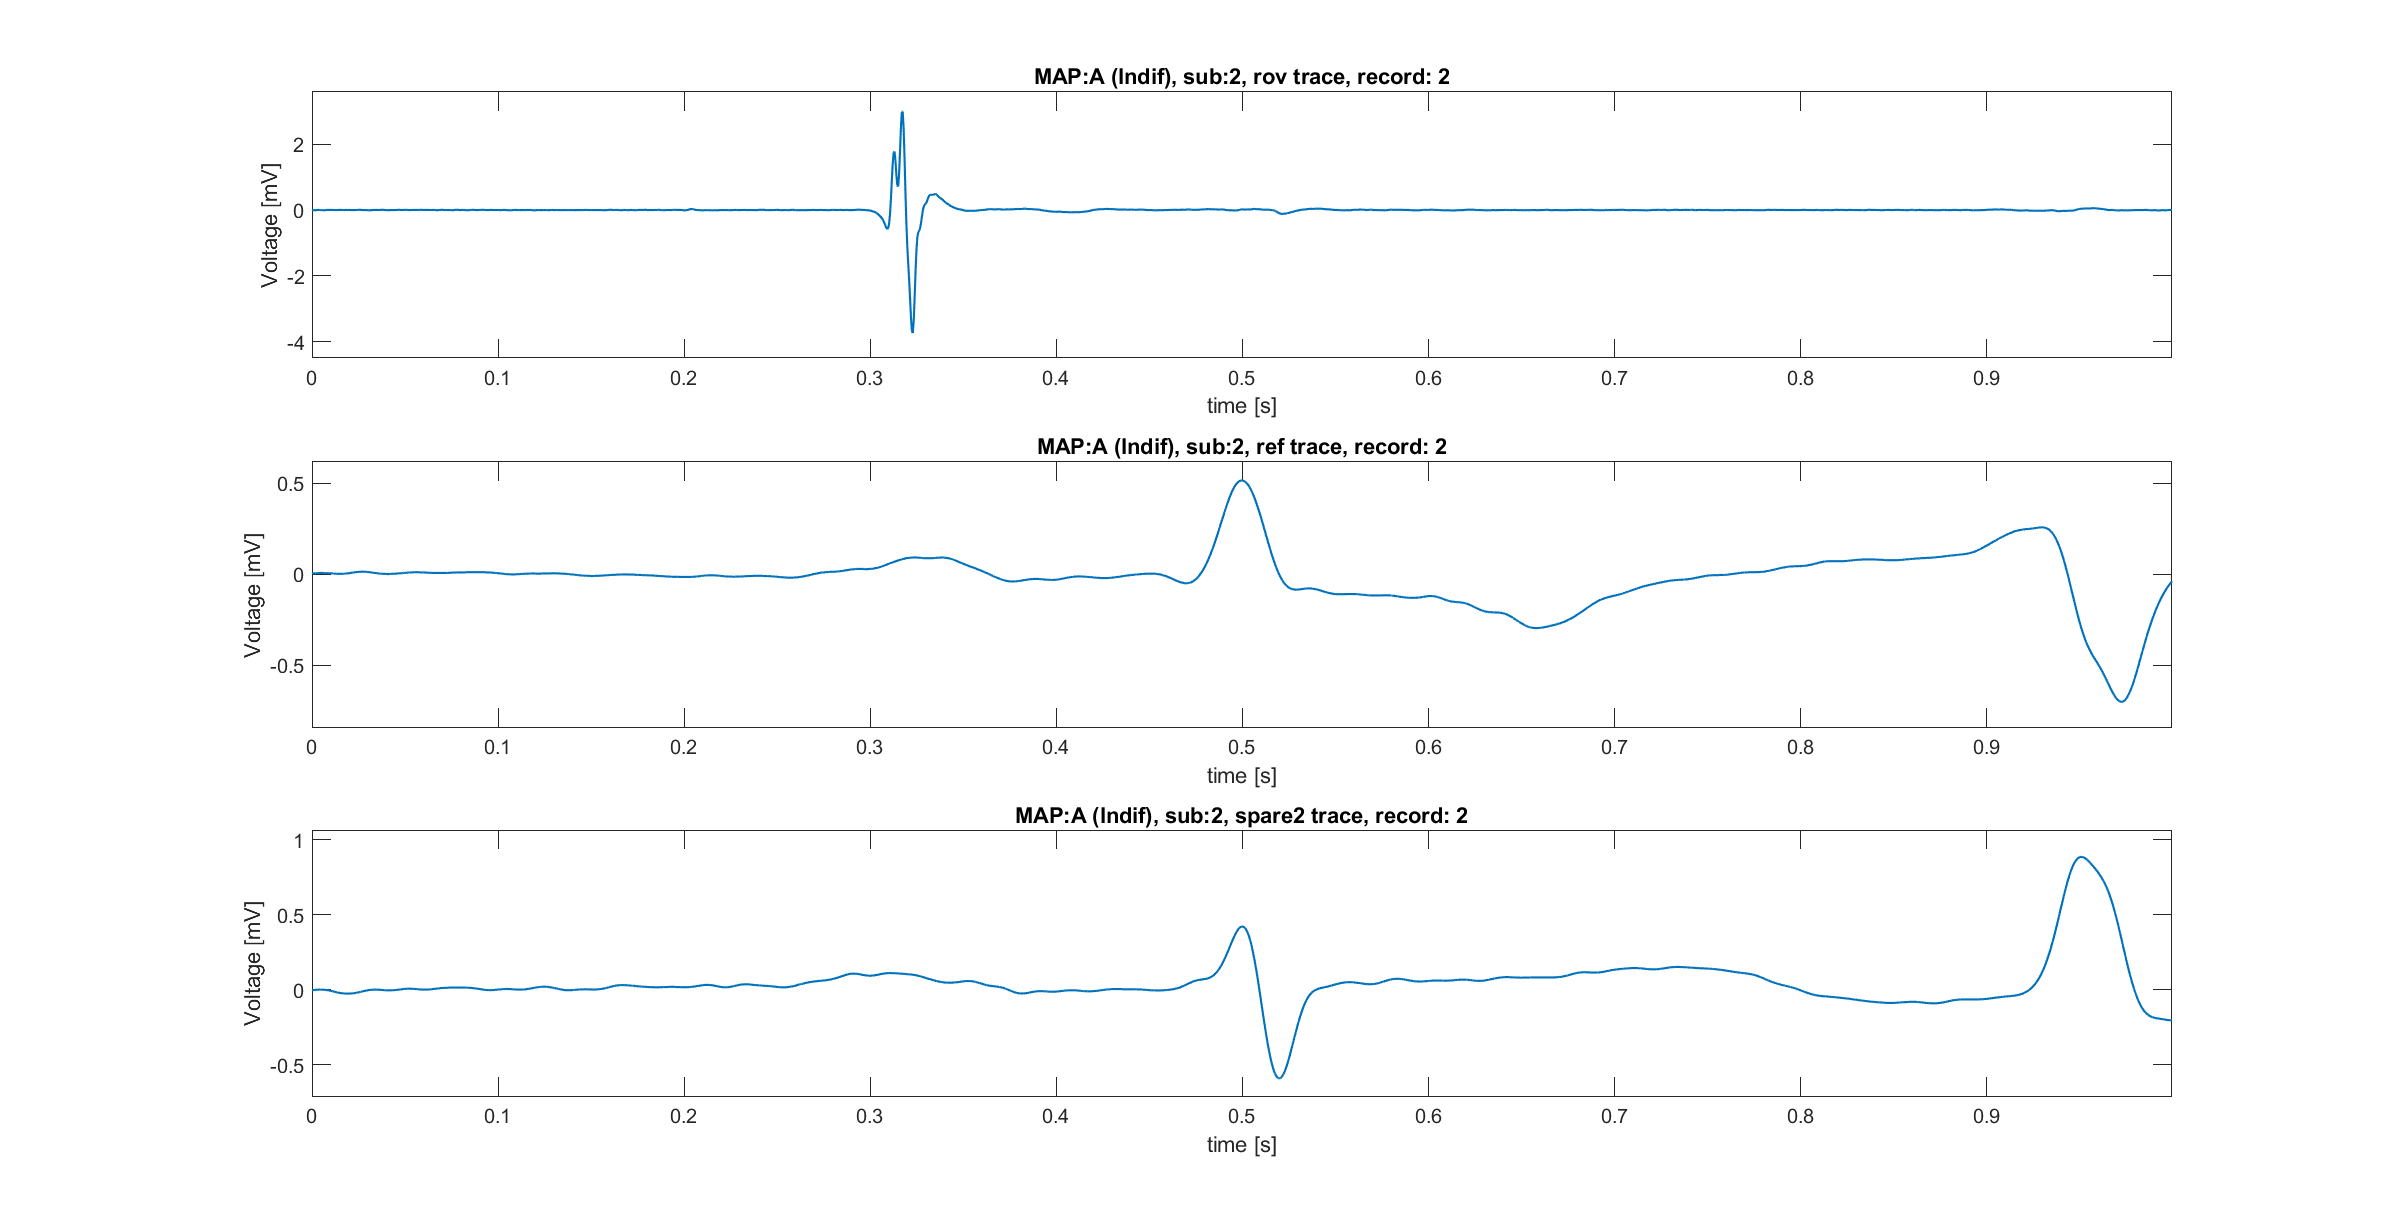 MAP:A (Indif), sub:2, rov trace, record: 2
Voltage [mV]
2
0
-2
-4
0 0.1 0.2 0.3 0.4 0.5 0.6 0.7 0.8 0.9
time [s]
MAP:A (Indif), sub:2, ref trace, record: 2
Voltage [mV]
0.5
0
-0.5
0 0.1 0.2 0.3 0.4 0.5 0.6 0.7 0.8 0.9
time [s]
MAP:A (Indif), sub:2, spare2 trace, record: 2
Voltage [mV]
1
0.5
0
-0.5
0 0.1 0.2 0.3 0.4 0.5 0.6 0.7 0.8 0.9
time [s]